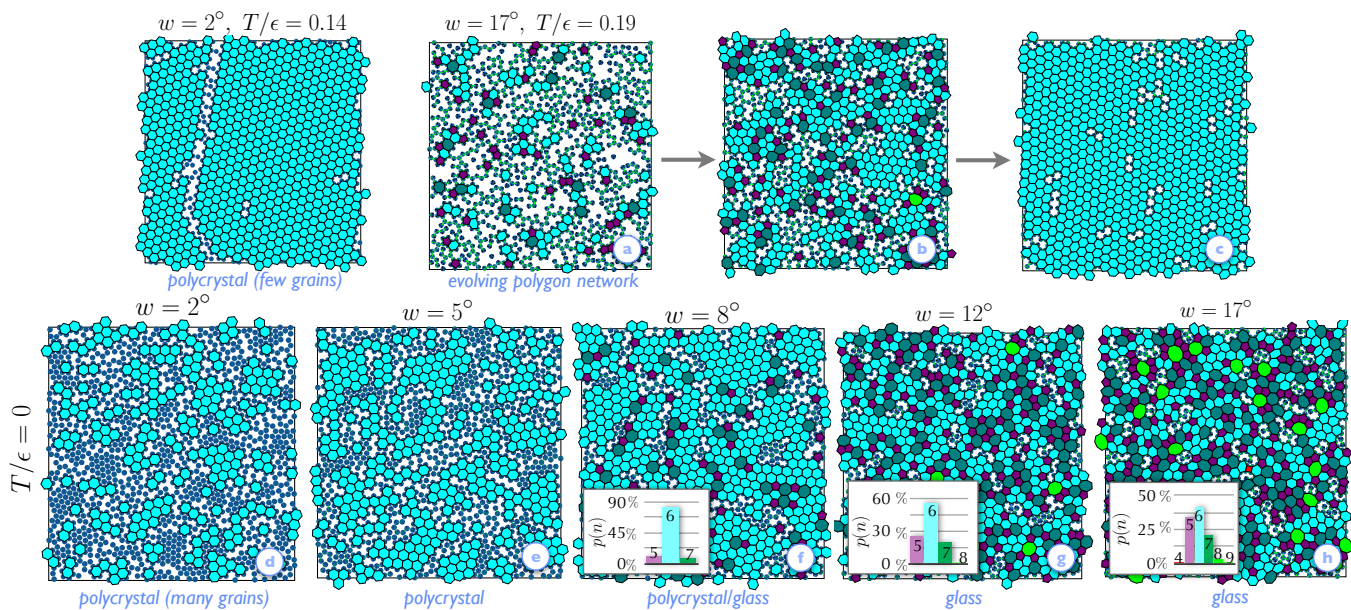 w = 2°, T/ϵ = 0.14
w = 17°, T/ϵ = 0.19
a
b
c
polycrystal (few grains)
evolving polygon network
w = 2°
w = 5°
w = 8°
w = 12°
w = 17°
T/ϵ = 0
d
e
90%
45%
0%
p(n)
5
6
7
f
60%
30%
0%
p(n)
5
6
7
8
g
50%
25%
0%
p(n)
4
5
6
7
8
9
h
polycrystal (many grains)
polycrystal
polycrystal/glass
glass
glass